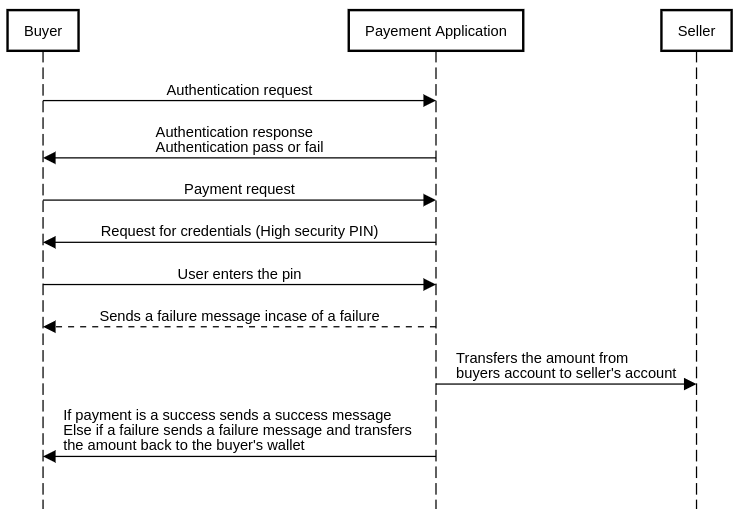 Buyer
Payement Application
Seller
Authentication request
Authentication response
Authentication pass or fail
Payment request
Request for credentials (High security PIN)
User enters the pin
Sends a failure message incase of a failure
Transfers the amount from
buyers account to seller's account
If payment is a success sends a success message
Else if a failure sends a failure message and transfers
the amount back to the buyer's wallet